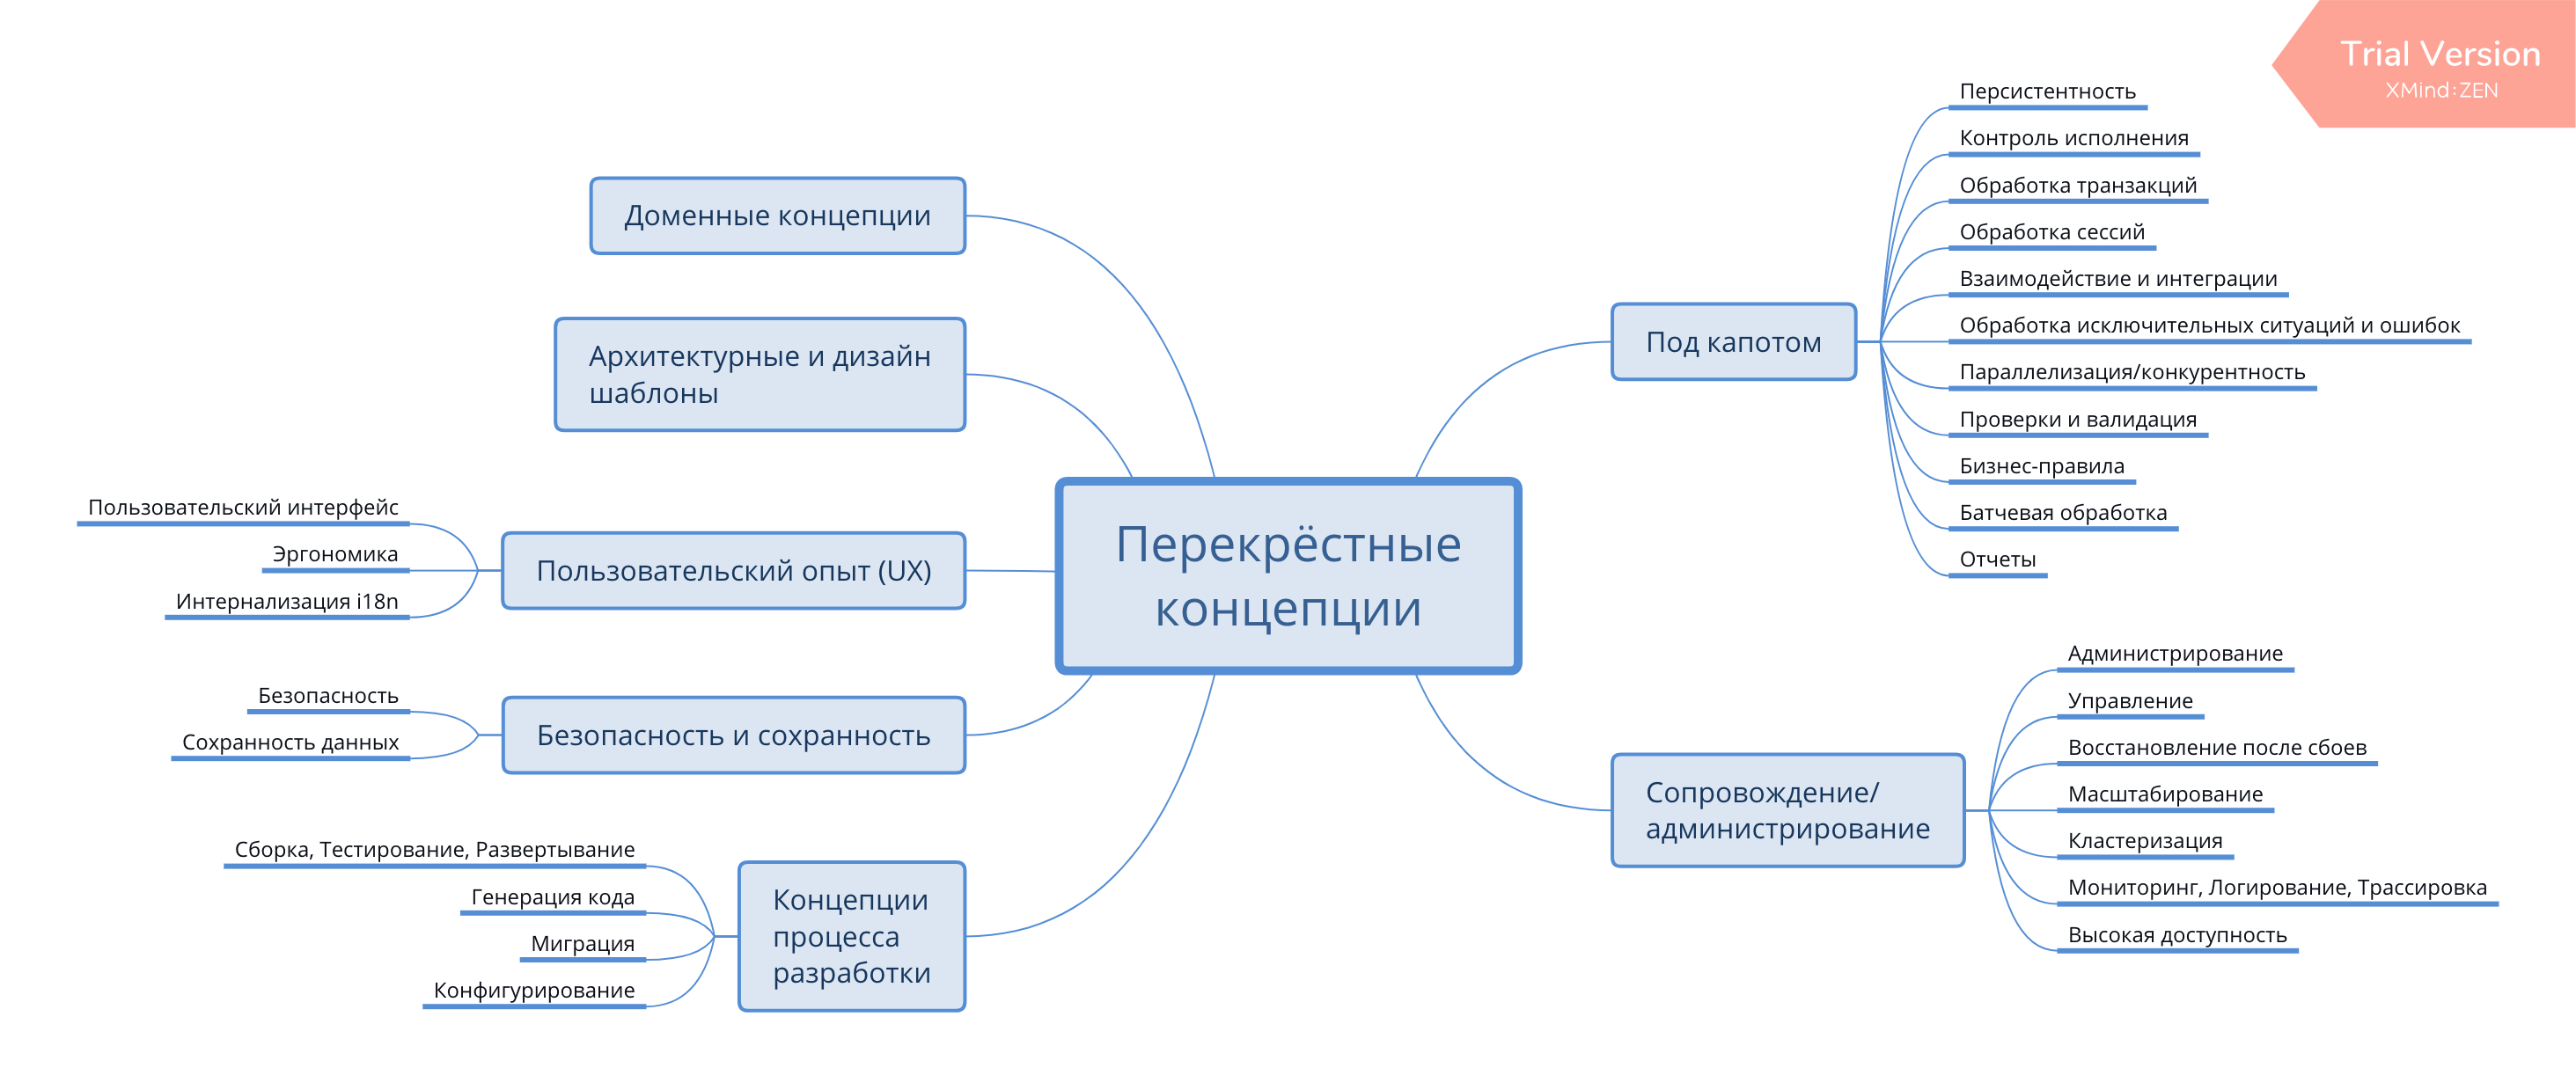 Trial Version
XMind:ZEN
Перекрёстные
концепции
Под капотом
Персистентность
Контроль исполнения
Обработка транзакций
Обработка сессий
Взаимодействие и интеграции
Обработка исключительных ситуаций и ошибок
Параллелизация/конкурентность
Проверки и валидация
Бизнес-правила
Батчевая обработка
Отчеты
Сопровождение/
администрирование
Администрирование
Управление
Восстановление после сбоев
Масштабирование
Кластеризация
Мониторинг, Логирование, Трассировка
Высокая доступность
Доменные концепции
Архитектурные и дизайн
шаблоны
Пользовательский опыт (UX)
Пользовательский интерфейс
Эргономика
Интернализация i18n
Безопасность и сохранность
Безопасность
Сохранность данных
Концепции
процесса
разработки
Сборка, Тестирование, Развертывание
Генерация кода
Миграция
Конфигурирование